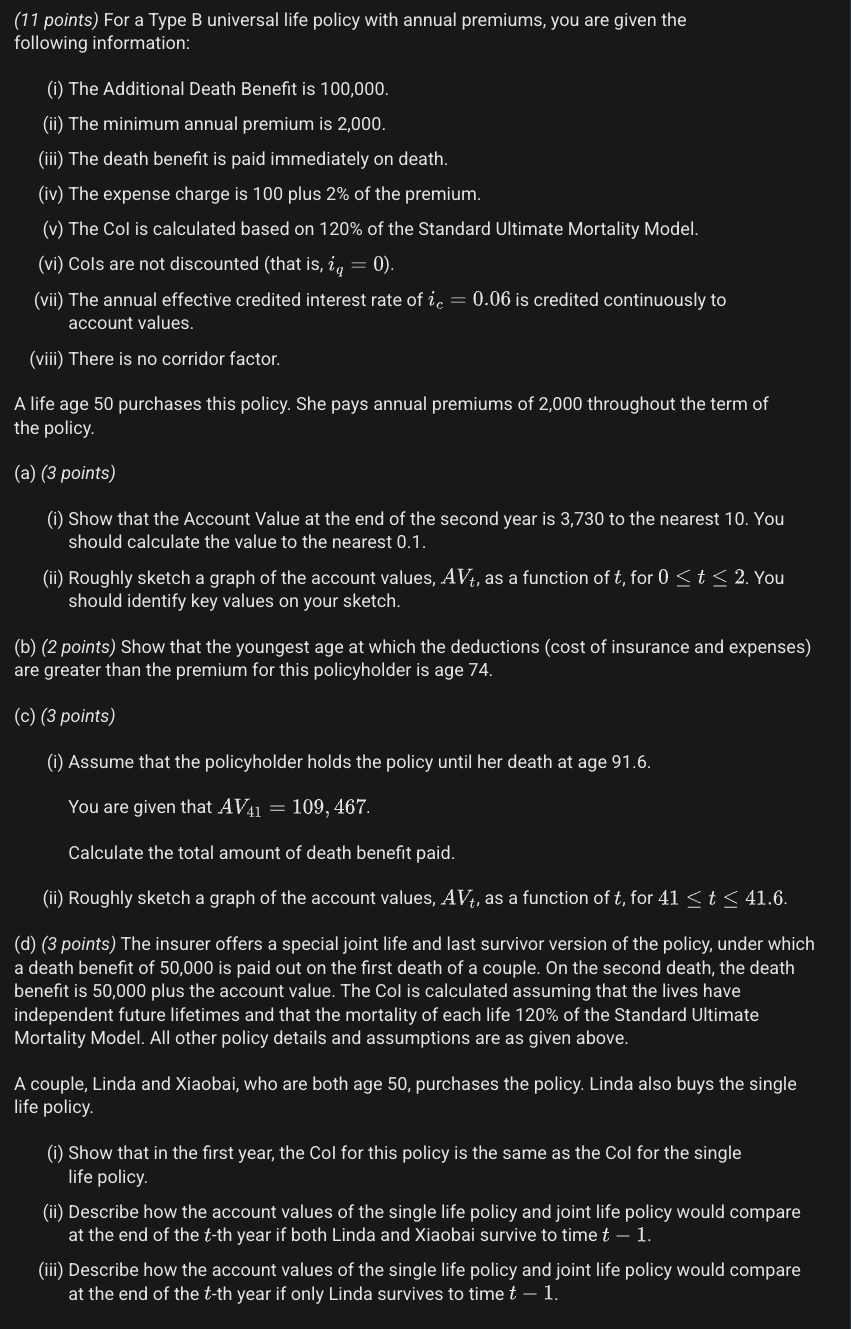 (11 points) For a Type B universal life policy with annual premiums, you are given the
following information:
(i) The Additional Death Benefit is 100,000.
(ii) The minimum annual premium is 2,000.
(iii) The death benefit is paid immediately on death.
(iv) The expense charge is 100 plus 2% of the premium.
(v) The CoI is calculated based on 120% of the Standard Ultimate Mortality Model.
(vi) CoIs are not discounted (that is, i_q = 0).
(vii) The annual effective credited interest rate of i_c = 0.06 is credited continuously to
account values.
(viii) There is no corridor factor.
A life age 50 purchases this policy. She pays annual premiums of 2,000 throughout the term of
the policy.
(a) (3 points)
(i) Show that the Account Value at the end of the second year is 3,730 to the nearest 10. You
should calculate the value to the nearest 0.1.
(ii) Roughly sketch a graph of the account values, AV_t, as a function of t, for 0 ≤ t ≤ 2. You
should identify key values on your sketch.
(b) (2 points) Show that the youngest age at which the deductions (cost of insurance and expenses)
are greater than the premium for this policyholder is age 74.
(c) (3 points)
(i) Assume that the policyholder holds the policy until her death at age 91.6.
You are given that AV_41 = 109, 467.
Calculate the total amount of death benefit paid.
(ii) Roughly sketch a graph of the account values, AV_t, as a function of t, for 41 ≤ t ≤ 41.6.
(d) (3 points) The insurer offers a special joint life and last survivor version of the policy, under which
a death benefit of 50,000 is paid out on the first death of a couple. On the second death, the death
benefit is 50,000 plus the account value. The CoI is calculated assuming that the lives have
independent future lifetimes and that the mortality of each life 120% of the Standard Ultimate
Mortality Model. All other policy details and assumptions are as given above.
A couple, Linda and Xiaobai, who are both age 50, purchases the policy. Linda also buys the single
life policy.
(i) Show that in the first year, the CoI for this policy is the same as the CoI for the single
life policy.
(ii) Describe how the account values of the single life policy and joint life policy would compare
at the end of the t-th year if both Linda and Xiaobai survive to time t − 1.
(iii) Describe how the account values of the single life policy and joint life policy would compare
at the end of the t-th year if only Linda survives to time t − 1.